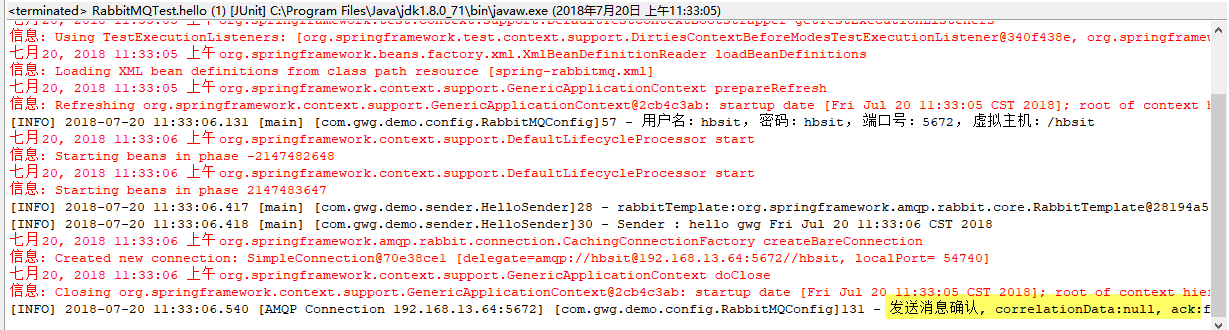 <terminated> RabbitMQTest.hello (1) [JUnit] C:\Program Files\Java\jdk1.8.0_71\bin\javaw.exe (2018年7月20日 上午11:33:05)
七月 20, 2018 11:33:05 上午 org.springframework.test.context.support.DefaultTestContextBootstrapper getTestExecutionListeners
信息: Using TestExecutionListeners: [org.springframework.test.context.support.DirtiesContextBeforeModesTestExecutionListener@340f438e, org.springframew
七月 20, 2018 11:33:05 上午 org.springframework.beans.factory.xml.XmlBeanDefinitionReader loadBeanDefinitions
信息: Loading XML bean definitions from class path resource [spring-rabbitmq.xml]
七月 20, 2018 11:33:05 上午 org.springframework.context.support.GenericApplicationContext prepareRefresh
信息: Refreshing org.springframework.context.support.GenericApplicationContext@2cb4c3ab: startup date [Fri Jul 20 11:33:05 CST 2018]; root of context hi
[INFO] 2018-07-20 11:33:06.131 [main] [com.gwg.demo.config.RabbitMQConfig]57 - 用户名：hbsit, 密码：hbsit, 端口号：5672, 虚拟主机：/hbsit
七月 20, 2018 11:33:06 上午 org.springframework.context.support.DefaultLifecycleProcessor start
信息: Starting beans in phase -2147482648
七月 20, 2018 11:33:06 上午 org.springframework.context.support.DefaultLifecycleProcessor start
信息: Starting beans in phase 2147483647
[INFO] 2018-07-20 11:33:06.417 [main] [com.gwg.demo.sender.HelloSender]28 - rabbitTemplate:org.springframework.amqp.rabbit.core.RabbitTemplate@28194a5
[INFO] 2018-07-20 11:33:06.418 [main] [com.gwg.demo.sender.HelloSender]30 - Sender : hello gwg Fri Jul 20 11:33:06 CST 2018
七月 20, 2018 11:33:06 上午 org.springframework.amqp.rabbit.connection.CachingConnectionFactory createBareConnection
信息: Created new connection: SimpleConnection@70e38ce1 [delegate=amqp://hbsit@192.168.13.64:5672//hbsit, localPort= 54740]
七月 20, 2018 11:33:06 上午 org.springframework.context.support.GenericApplicationContext doClose
信息: Closing org.springframework.context.support.GenericApplicationContext@2cb4c3ab: startup date [Fri Jul 20 11:33:05 CST 2018]; root of context hier
[INFO] 2018-07-20 11:33:06.540 [AMQP Connection 192.168.13.64:5672] [com.gwg.demo.config.RabbitMQConfig]131 - 发送消息确认, correlationData:null, ack:f